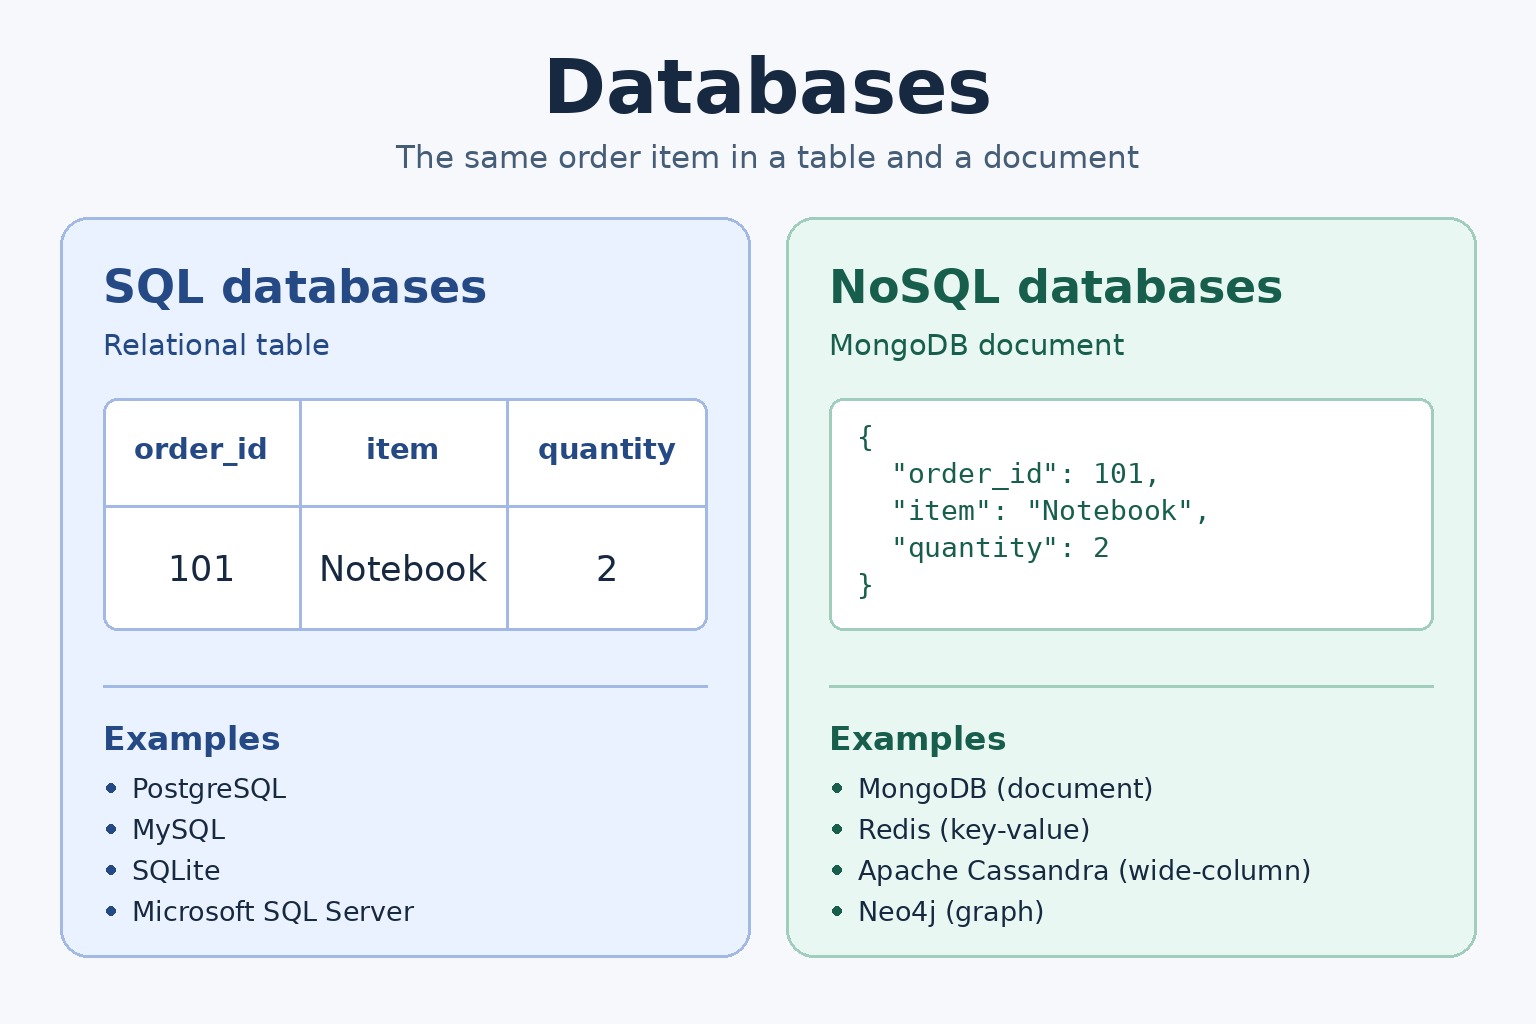 Databases
The same order item in a table and a document
SQL databases
Relational table
order_id item quantity
101 Notebook 2
Examples
• PostgreSQL
• MySQL
• SQLite
• Microsoft SQL Server
NoSQL databases
MongoDB document
{
  "order_id": 101,
  "item": "Notebook",
  "quantity": 2
}
Examples
• MongoDB (document)
• Redis (key-value)
• Apache Cassandra (wide-column)
• Neo4j (graph)